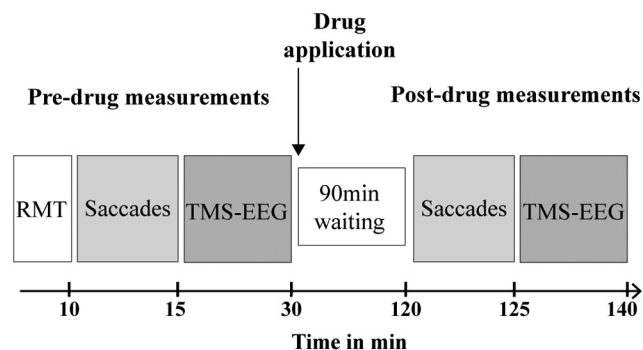 Drug
application
Pre-drug measurements
Post-drug measurements
RMT
Saccades
TMS-EEG
90min
waiting
Saccades
TMS-EEG
10
15
30
120
125
140
Time in min